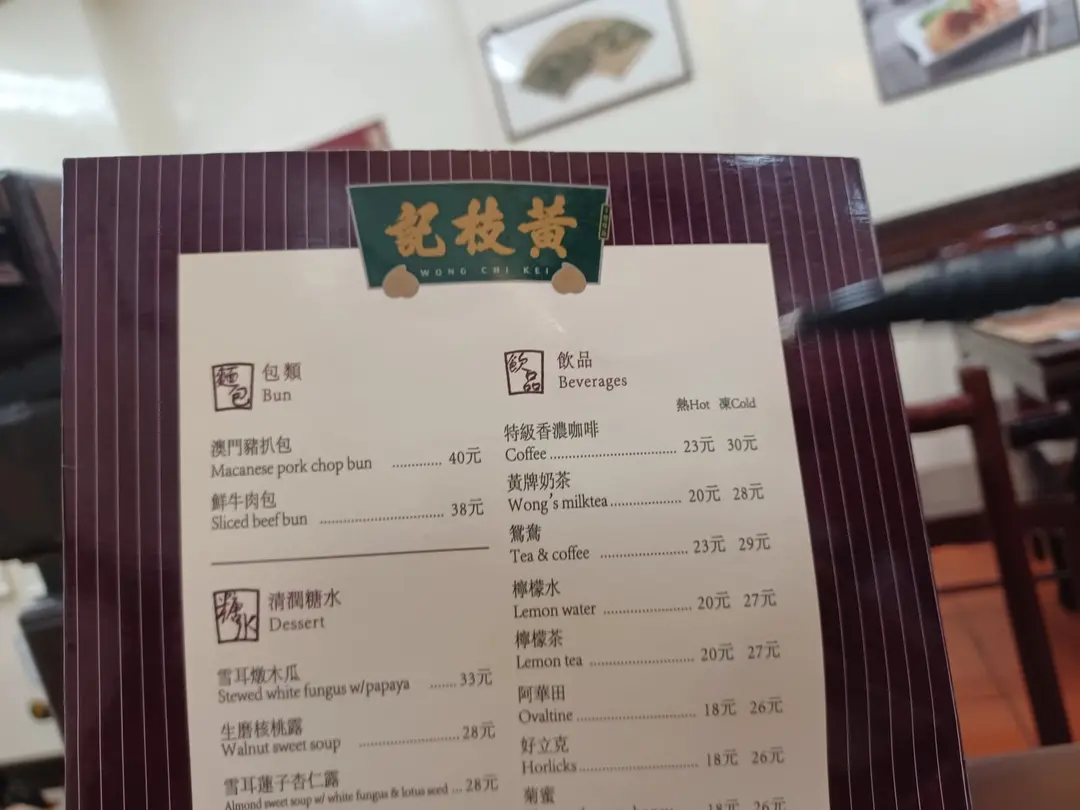 記枝黃
WONG CHI KEI
麵包
包類
Bun
澳門豬扒包
Macanese pork chop bun ............ 40元
鮮牛肉包
Sliced beef bun .............................. 38元
糖水
清潤糖水
Dessert
雪耳燉木瓜
Stewed white fungus w/papaya ...... 33元
生磨核桃露
Walnut sweet soup ........................ 28元
雪耳蓮子杏仁露
Almond sweet soup w/ white fungus & lotus seed ... 28元
飲品
飲品
Beverages
熱Hot 凍Cold
特級香濃咖啡
Coffee ............................... 23元 30元
黃牌奶茶
Wong's milktea ................. 20元 28元
鴛鴦
Tea & coffee ..................... 23元 29元
檸檬水
Lemon water ..................... 20元 27元
檸檬茶
Lemon tea ......................... 20元 27元
阿華田
Ovaltine ............................ 18元 26元
好立克
Horlicks ............................ 18元 26元
菊蜜
18元 26元